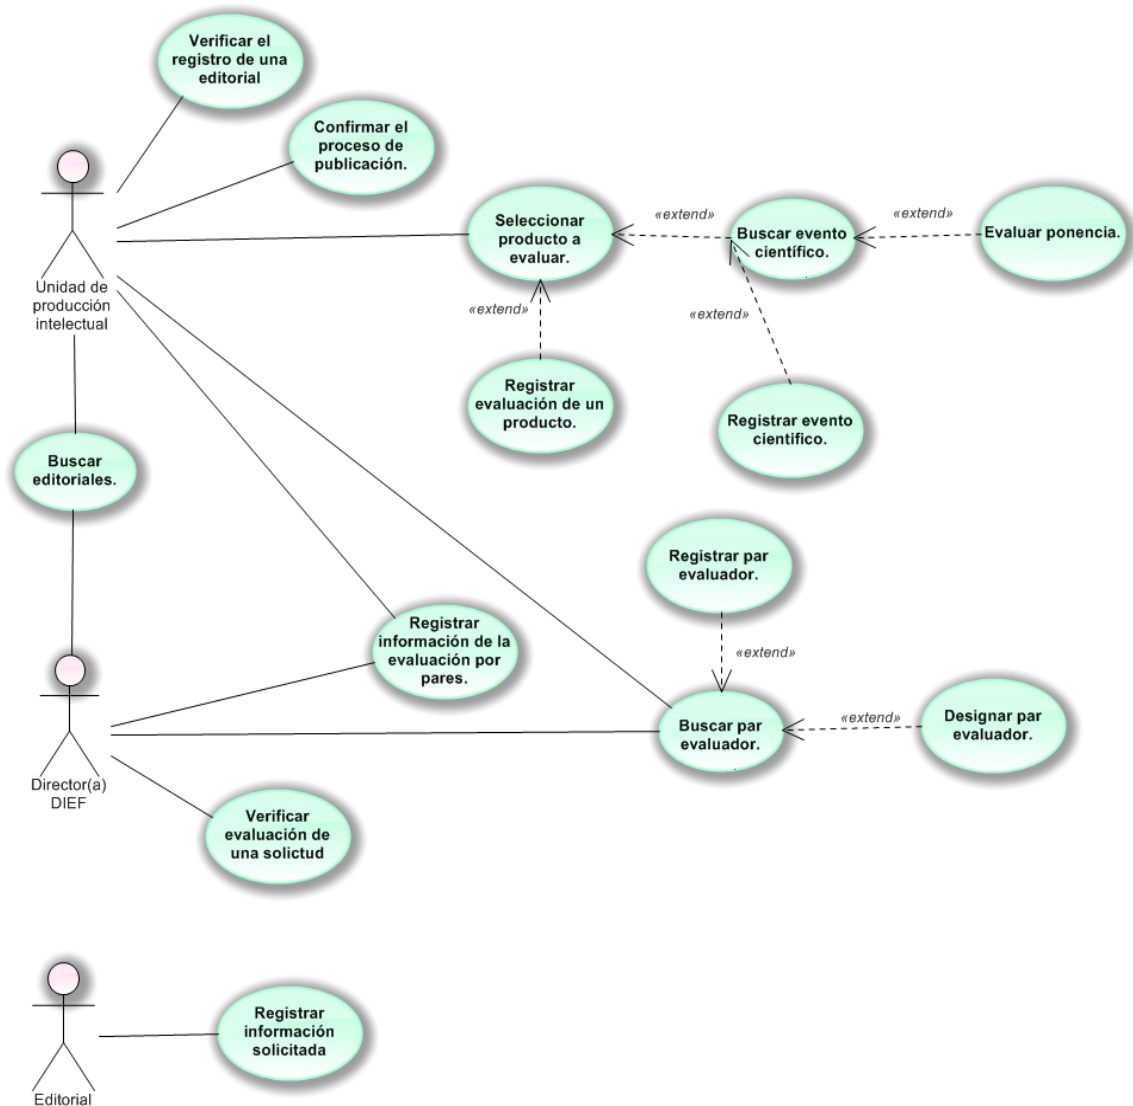 Verificar el
registro de una
editorial
Confirmar el
proceso de
publicación.
Seleccionar
producto a
evaluar.
«extend»
Buscar evento
científico.
«extend»
Evaluar ponencia.
Unidad de
producción
intelectual
«extend»
«extend»
Registrar
evaluación de un
producto.
Registrar evento
cientifico.
Buscar
editoriales.
Registrar par
evaluador.
Registrar
información de la
evaluación por
pares.
«extend»
Buscar par
evaluador.
«extend»
Designar par
evaluador.
Director(a)
DIEF
Verificar
evaluación de
una solictud
Registrar
información
solicitada
Editorial